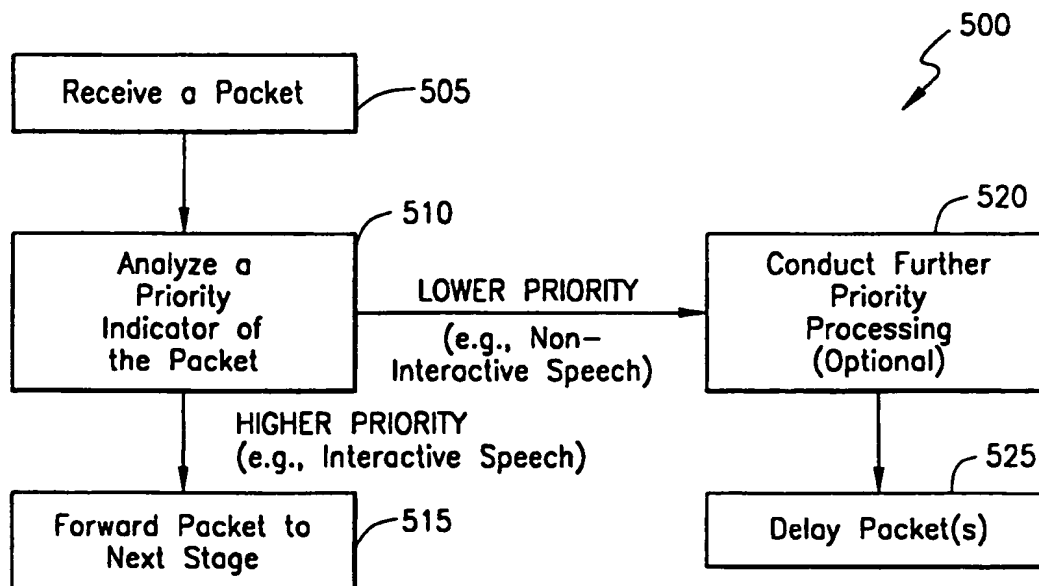 500
Receive a Packet
505
510
Analyze a
Priority
Indicator of
the Packet
LOWER PRIORITY
(e.g., Non-
Interactive Speech)
520
Conduct Further
Priority
Processing
(Optional)
HIGHER PRIORITY
(e.g., Interactive Speech)
Forward Packet to
Next Stage
515
525
Delay Packet(s)